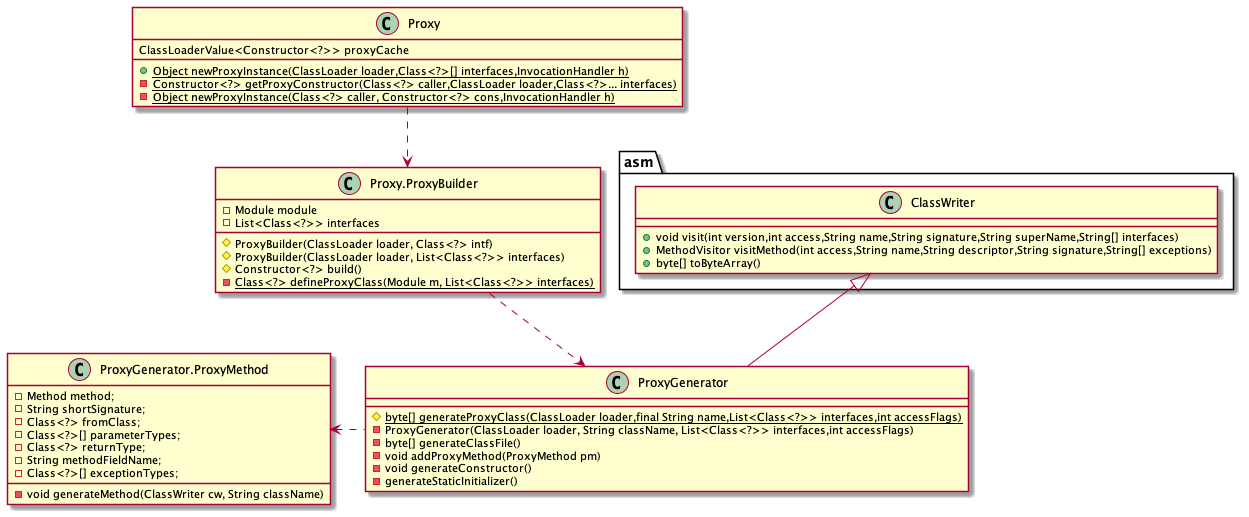 C Proxy
ClassLoaderValue<Constructor<?>> proxyCache
Object newProxyInstance(ClassLoader loader,Class<?>[] interfaces,InvocationHandler h)
Constructor<?> getProxyConstructor(Class<?> caller,ClassLoader loader,Class<?>... interfaces)
Object newProxyInstance(Class<?> caller, Constructor<?> cons,InvocationHandler h)
C Proxy.ProxyBuilder
Module module
List<Class<?>> interfaces
ProxyBuilder(ClassLoader loader, Class<?> intf)
ProxyBuilder(ClassLoader loader, List<Class<?>> interfaces)
Constructor<?> build()
Class<?> defineProxyClass(Module m, List<Class<?>> interfaces)
asm
C ClassWriter
void visit(int version,int access,String name,String signature,String superName,String[] interfaces)
MethodVisitor visitMethod(int access,String name,String descriptor,String signature,String[] exceptions)
byte[] toByteArray()
C ProxyGenerator.ProxyMethod
Method method;
String shortSignature;
Class<?> fromClass;
Class<?>[] parameterTypes;
Class<?> returnType;
String methodFieldName;
Class<?>[] exceptionTypes;
void generateMethod(ClassWriter cw, String className)
C ProxyGenerator
byte[] generateProxyClass(ClassLoader loader,final String name,List<Class<?>> interfaces,int accessFlags)
ProxyGenerator(ClassLoader loader, String className, List<Class<?>> interfaces,int accessFlags)
byte[] generateClassFile()
void addProxyMethod(ProxyMethod pm)
void generateConstructor()
generateStaticInitializer()